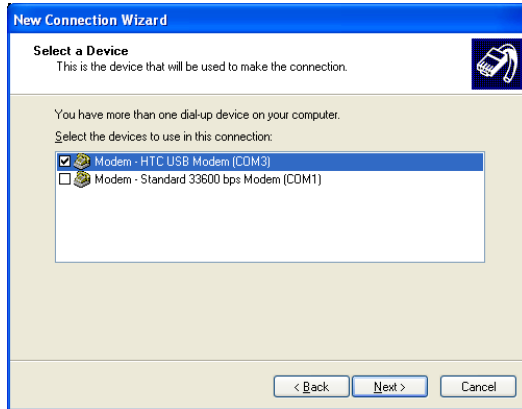 New Connection Wizard
Select a Device
This is the device that will be used to make the connection.
You have more than one dial-up device on your computer.
Select the devices to use in this connection:
Modem - HTC USB Modem (COM3)
Modem - Standard 33600 bps Modem (COM1)
< Back
Next >
Cancel